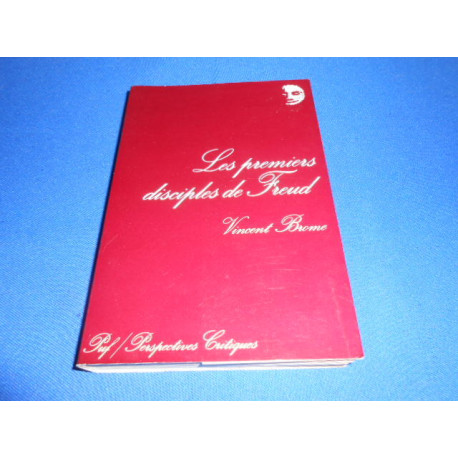 Les premiers
disciples de Freud
Vincent Brome
Puf / Perspectives Critiques